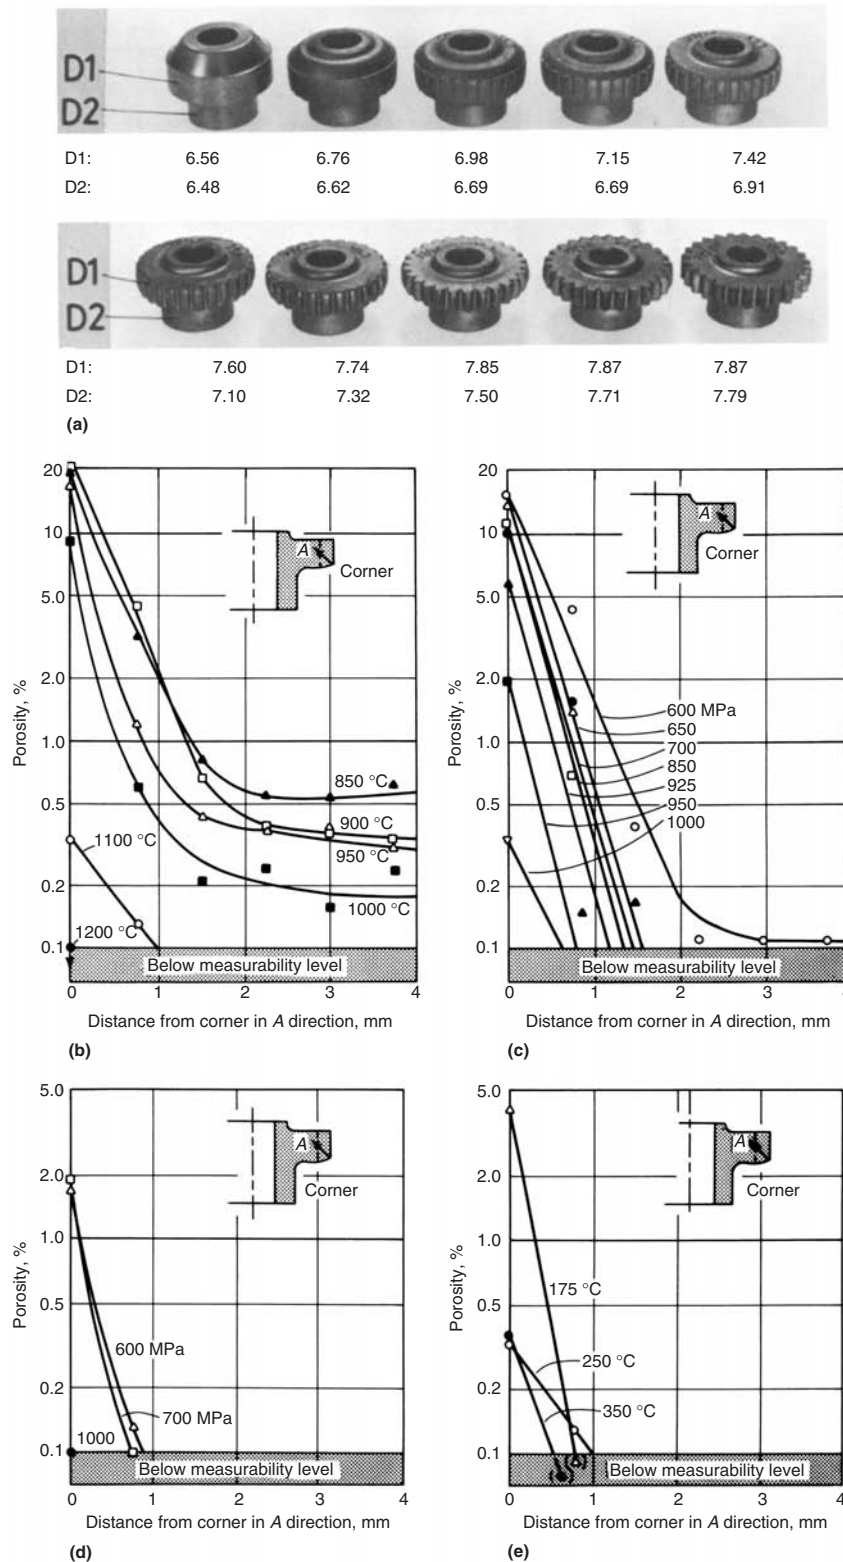 D1
D2
D1: 6.56 6.76 6.98 7.15 7.42
D2: 6.48 6.62 6.69 6.69 6.91
D1
D2
D1: 7.60 7.74 7.85 7.87 7.87
D2: 7.10 7.32 7.50 7.71 7.79
(a)
20
10
5.0
2.0
1.0
0.5
0.2
0.1
Porosity, %
A
Corner
850 °C
900 °C
950 °C
1000 °C
1100 °C
1200 °C
Below measurability level
0 1 2 3 4
Distance from corner in A direction, mm
(b)
20
10
5.0
2.0
1.0
0.5
0.2
0.1
Porosity, %
A
Corner
600 MPa
650
700
850
925
950
1000
Below measurability level
0 1 2 3 4
Distance from corner in A direction, mm
(c)
5.0
2.0
1.0
0.5
0.2
0.1
Porosity, %
A
Corner
600 MPa
700 MPa
1000
Below measurability level
0 1 2 3 4
Distance from corner in A direction, mm
(d)
5.0
2.0
1.0
0.5
0.2
0.1
Porosity, %
A
Corner
175 °C
250 °C
350 °C
Below measurability level
0 1 2 3 4
Distance from corner in A direction, mm
(e)